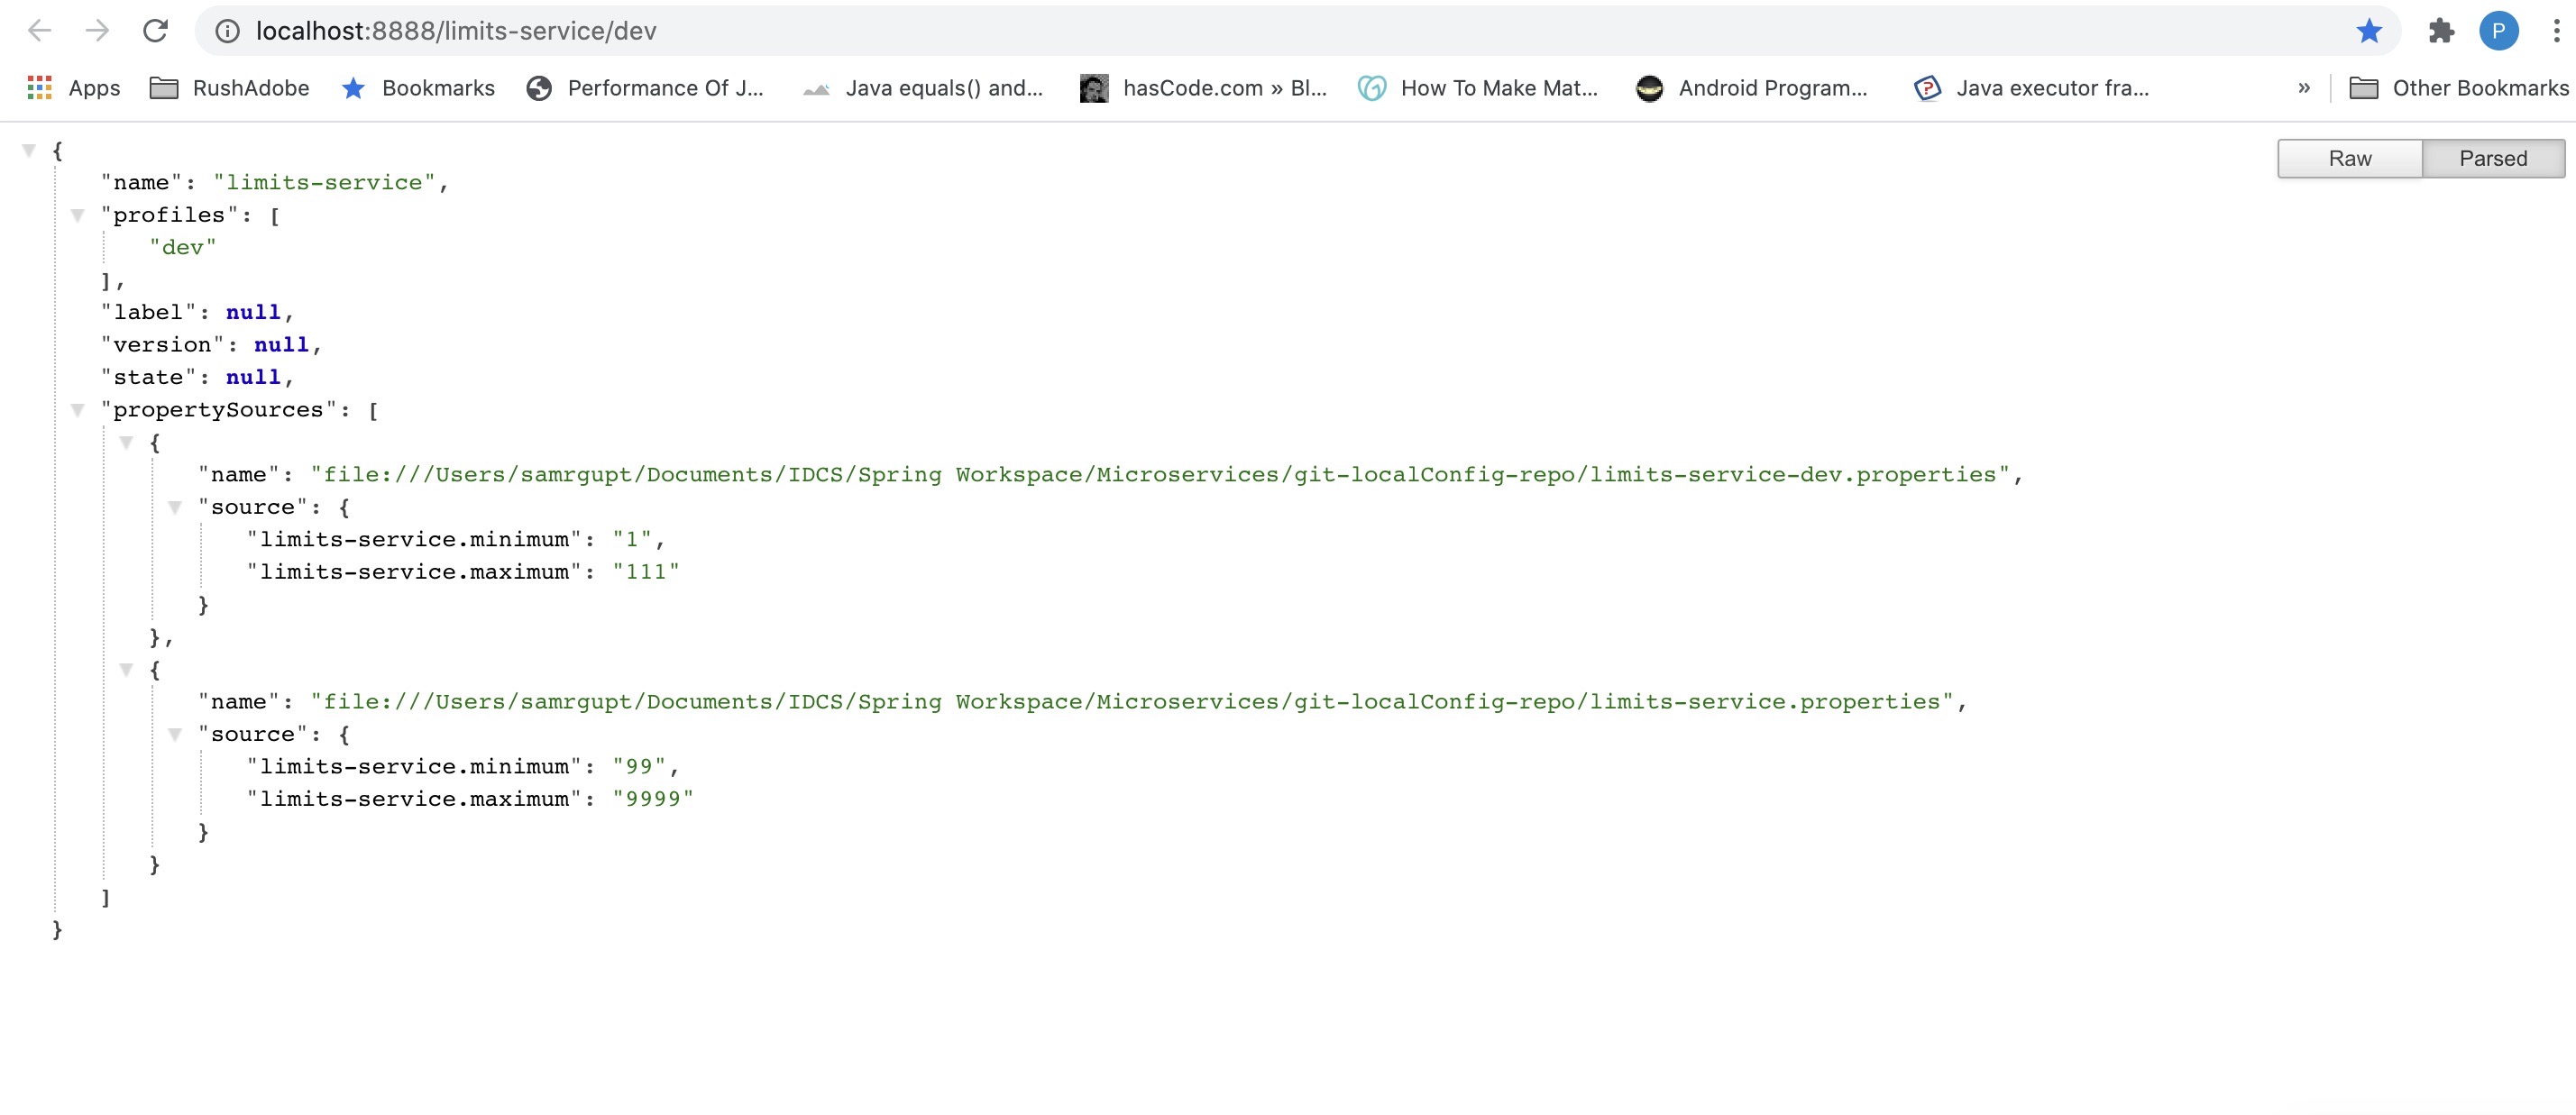 localhost:8888/limits-service/dev
P
Apps RushAdobe Bookmarks Performance Of J... Java equals() and... hasCode.com » Bl... How To Make Mat... Android Program... Java executor fra... » Other Bookmarks
Raw Parsed
{
"name": "limits-service",
"profiles": [
"dev"
],
"label": null,
"version": null,
"state": null,
"propertySources": [
{
"name": "file:///Users/samrgupt/Documents/IDCS/Spring Workspace/Microservices/git-localConfig-repo/limits-service-dev.properties",
"source": {
"limits-service.minimum": "1",
"limits-service.maximum": "111"
}
},
{
"name": "file:///Users/samrgupt/Documents/IDCS/Spring Workspace/Microservices/git-localConfig-repo/limits-service.properties",
"source": {
"limits-service.minimum": "99",
"limits-service.maximum": "9999"
}
}
]
}